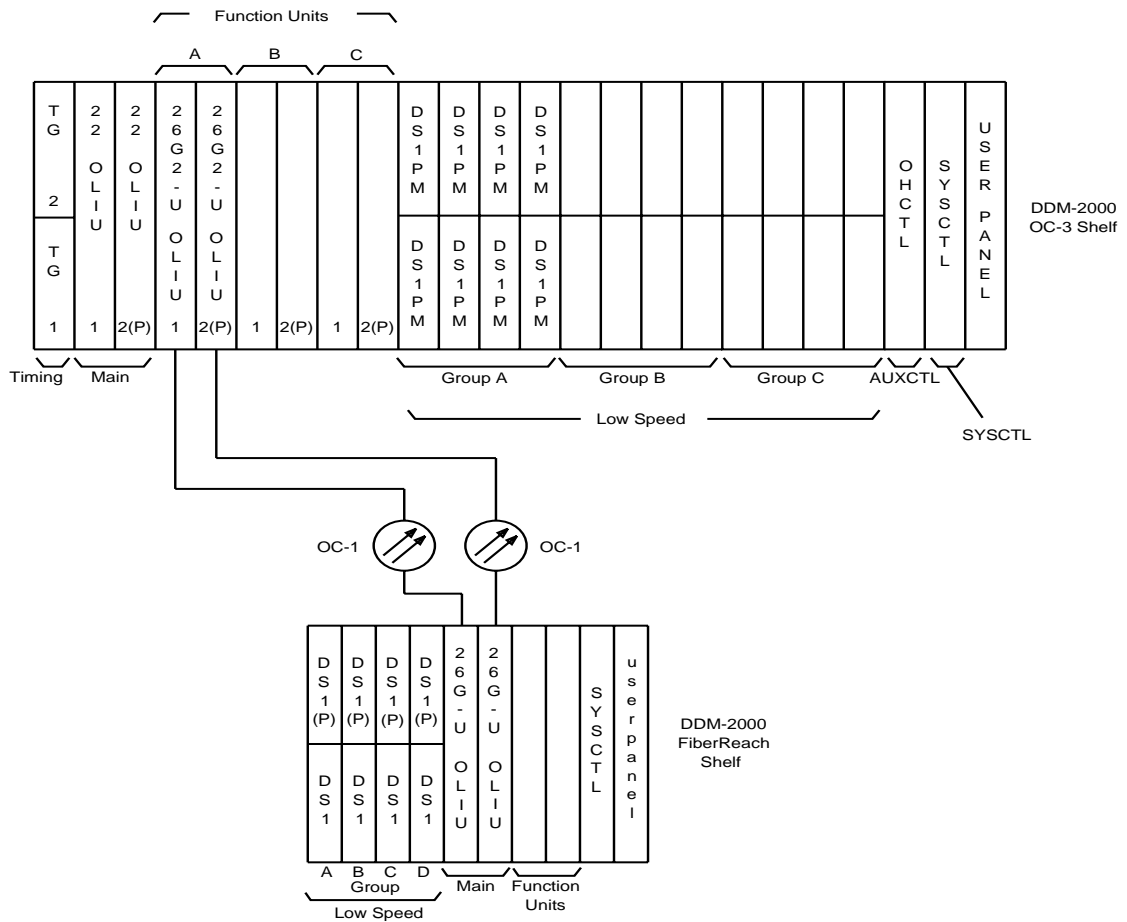 Function Units
A B C
TG 2
TG 1
22 OLIU 1
22 OLIU 2(P)
26G2-U OLIU 1
26G2-U OLIU 2(P)
1
2(P)
1
2(P)
DS1PM DS1PM DS1PM DS1PM
DS1PM DS1PM DS1PM DS1PM
OHCTL
SYSCTL
USER PANEL
DDM-2000
OC-3 Shelf
Timing Main Group A Group B Group C AUXCTL
Low Speed
SYSCTL
OC-1 OC-1
DS1(P) DS1(P) DS1(P) DS1(P)
DS1 DS1 DS1 DS1
26G-U OLIU
26G-U OLIU
SYSCTL
userpanel
DDM-2000
FiberReach
Shelf
A B C D
Group
Low Speed
Main
Function
Units